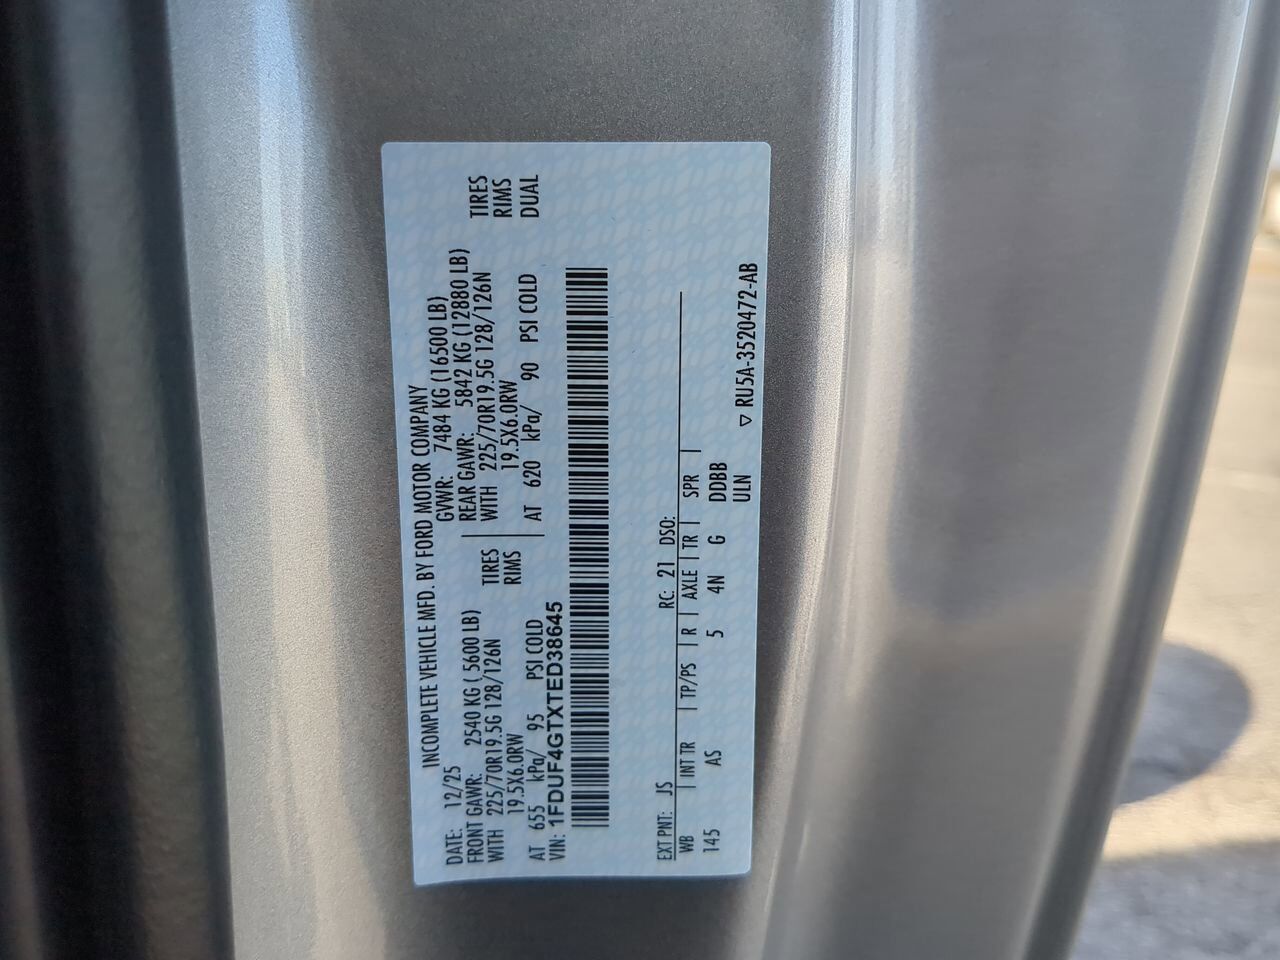 INCOMPLETE VEHICLE MFD. BY FORD MOTOR COMPANY
DATE: 12/25 GVWR: 7484 KG (16500 LB)
FRONT GAWR: 2540 KG ( 5600 LB) REAR GAWR: 5842 KG (12880 LB)
WITH 225/70R19.5G 128/126N TIRES WITH 225/70R19.5G 128/126N TIRES
19.5X6.0RW RIMS 19.5X6.0RW RIMS
AT 655 kPa/ 95 PSI COLD AT 620 kPa/ 90 PSI COLD DUAL
VIN: 1FDUF4GTXTED38645
EXT PNT: JS RC: 21 DSO:
WB | INT TR | TP/PS | R | AXLE | TR | SPR |
145 AS 5 4N G DDBB
ULN ▽ RU5A-3520472-AB